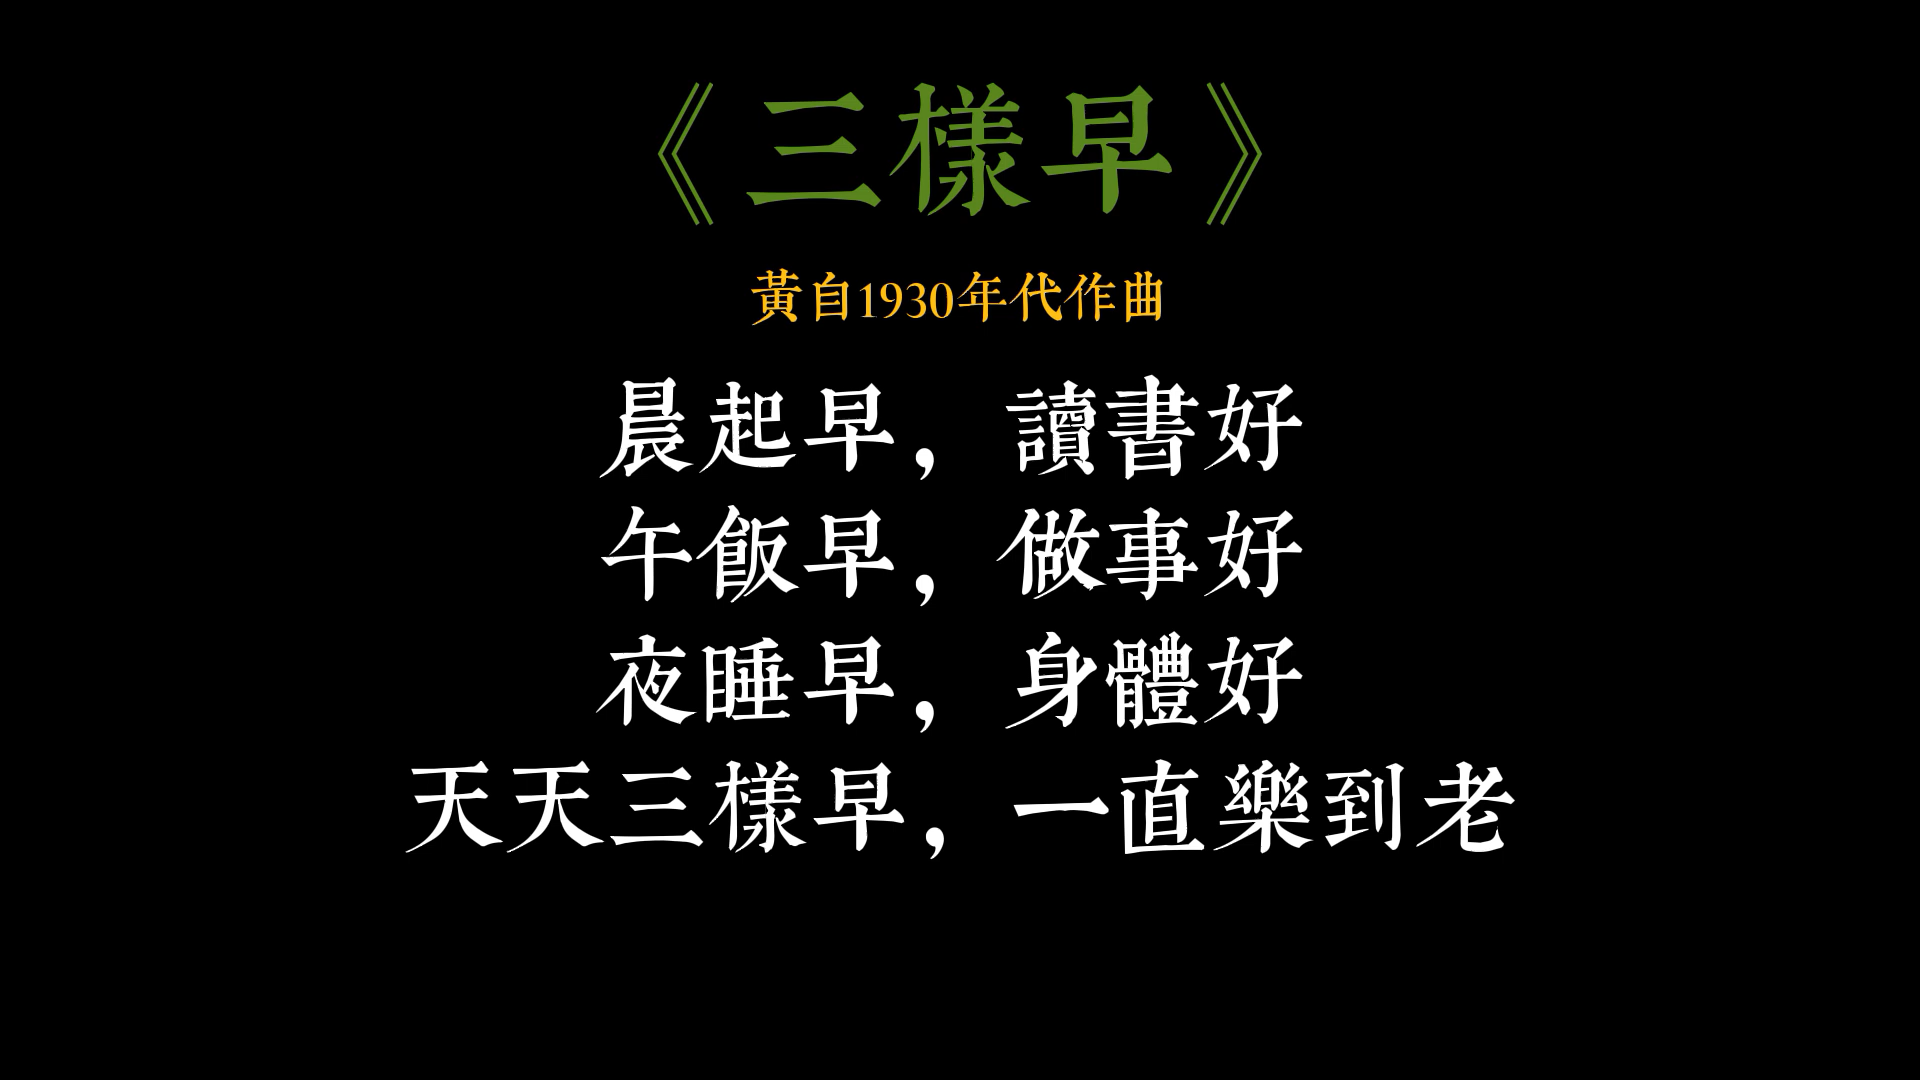 《三樣早》
黃自1930年代作曲
晨起早，讀書好
午飯早，做事好
夜睡早，身體好
天天三樣早，一直樂到老